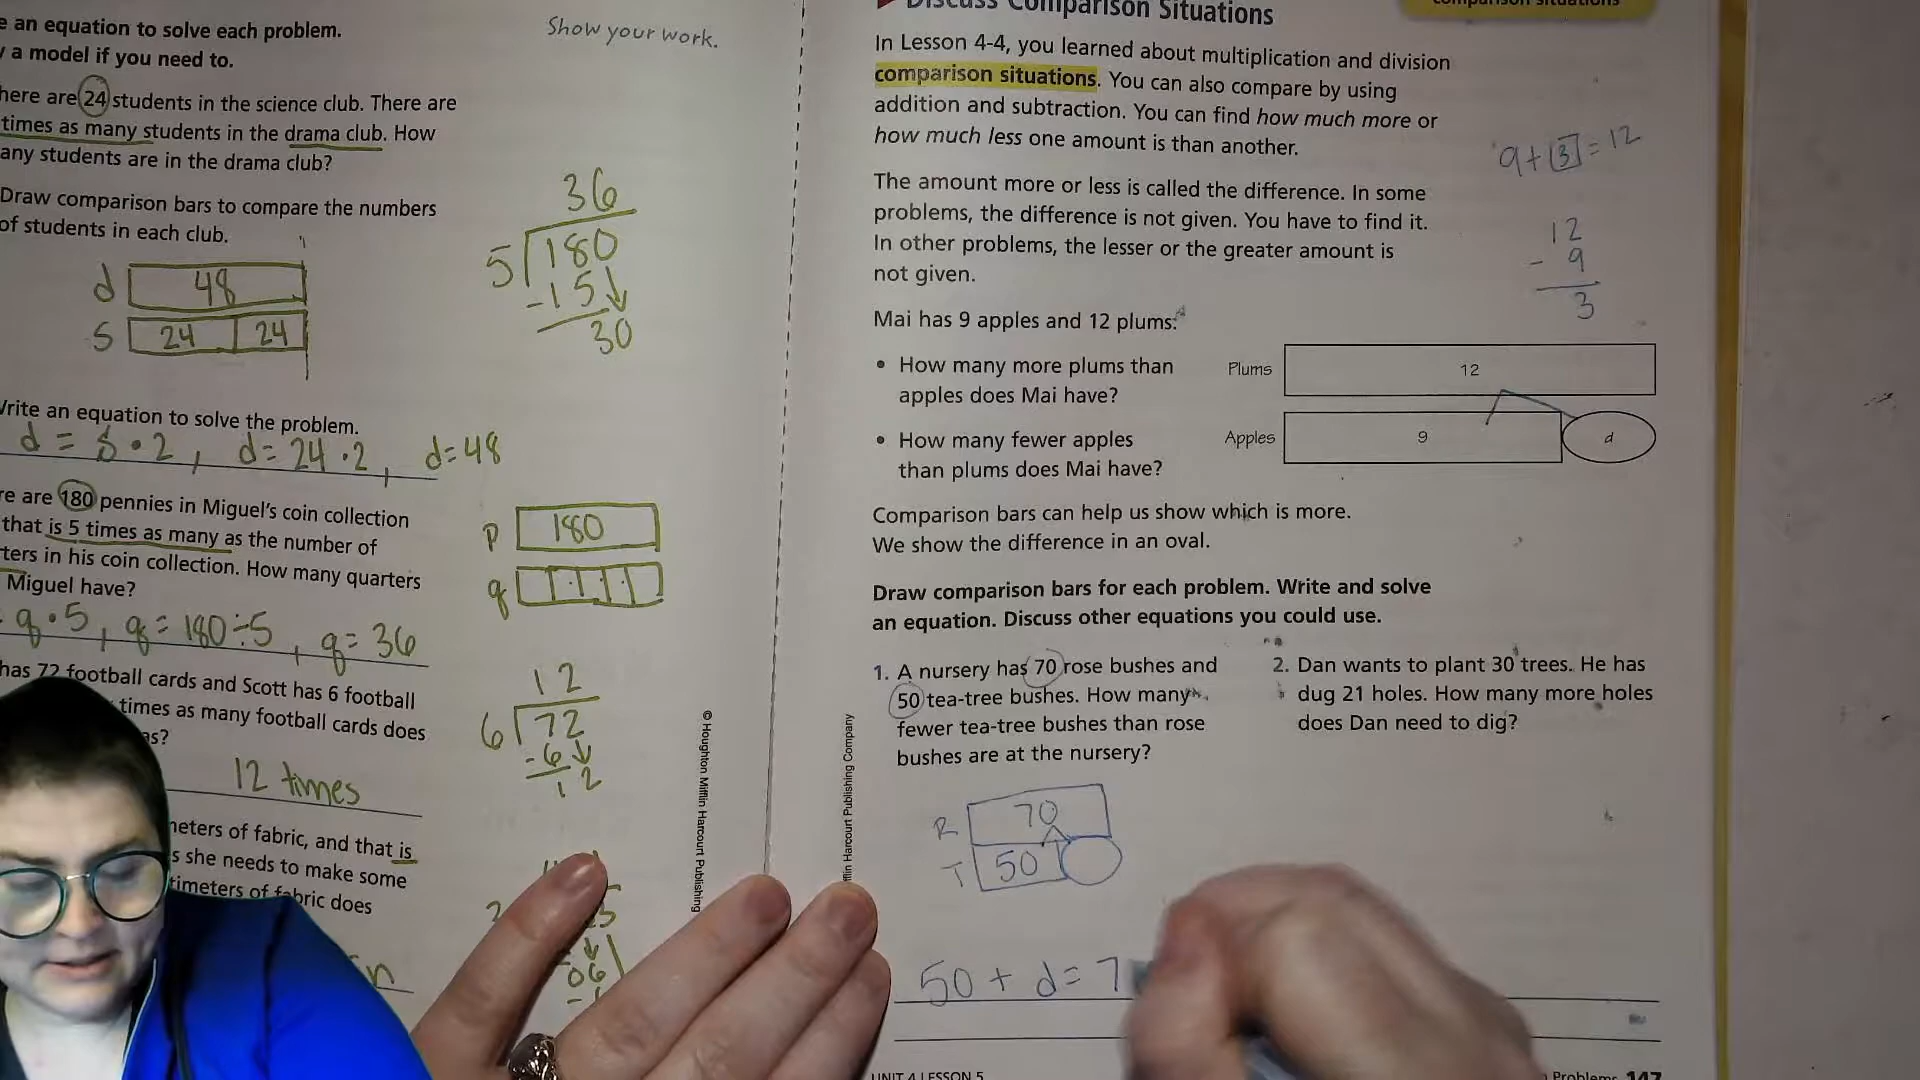 an equation to solve each problem.
a model if you need to.
Show your work.
here are 24 students in the science club. There are
times as many students in the drama club. How
any students are in the drama club?
Draw comparison bars to compare the numbers
of students in each club.
d 48
S 24 24
36
5 180
-15
30
Write an equation to solve the problem.
d = S • 2, d = 24 • 2, d = 48
re are 180 pennies in Miguel's coin collection
that is 5 times as many as the number of
ters in his coin collection. How many quarters
Miguel have?
p 180
q
q • 5, q = 180 ÷ 5, q = 36
has 72 football cards and Scott has 6 football
times as many football cards does
as?
12
6 72
-6
12
12 times
meters of fabric, and that is
s she needs to make some
timeters of fabric does
© Houghton Mifflin Harcourt Publishing
Discuss Comparison Situations
comparison situations
In Lesson 4-4, you learned about multiplication and division
comparison situations. You can also compare by using
addition and subtraction. You can find how much more or
how much less one amount is than another.
9 + 3 = 12
The amount more or less is called the difference. In some
problems, the difference is not given. You have to find it.
In other problems, the lesser or the greater amount is
not given.
12
- 9
3
Mai has 9 apples and 12 plums.
• How many more plums than
apples does Mai have?
• How many fewer apples
than plums does Mai have?
Plums 12
Apples 9 d
Comparison bars can help us show which is more.
We show the difference in an oval.
Draw comparison bars for each problem. Write and solve
an equation. Discuss other equations you could use.
1. A nursery has 70 rose bushes and
50 tea-tree bushes. How many
fewer tea-tree bushes than rose
bushes are at the nursery?
R 70
T 50
50 + d = 7
2. Dan wants to plant 30 trees. He has
dug 21 holes. How many more holes
does Dan need to dig?
Mifflin Harcourt Publishing Company
UNIT 4 LESSON 5
Problems 147